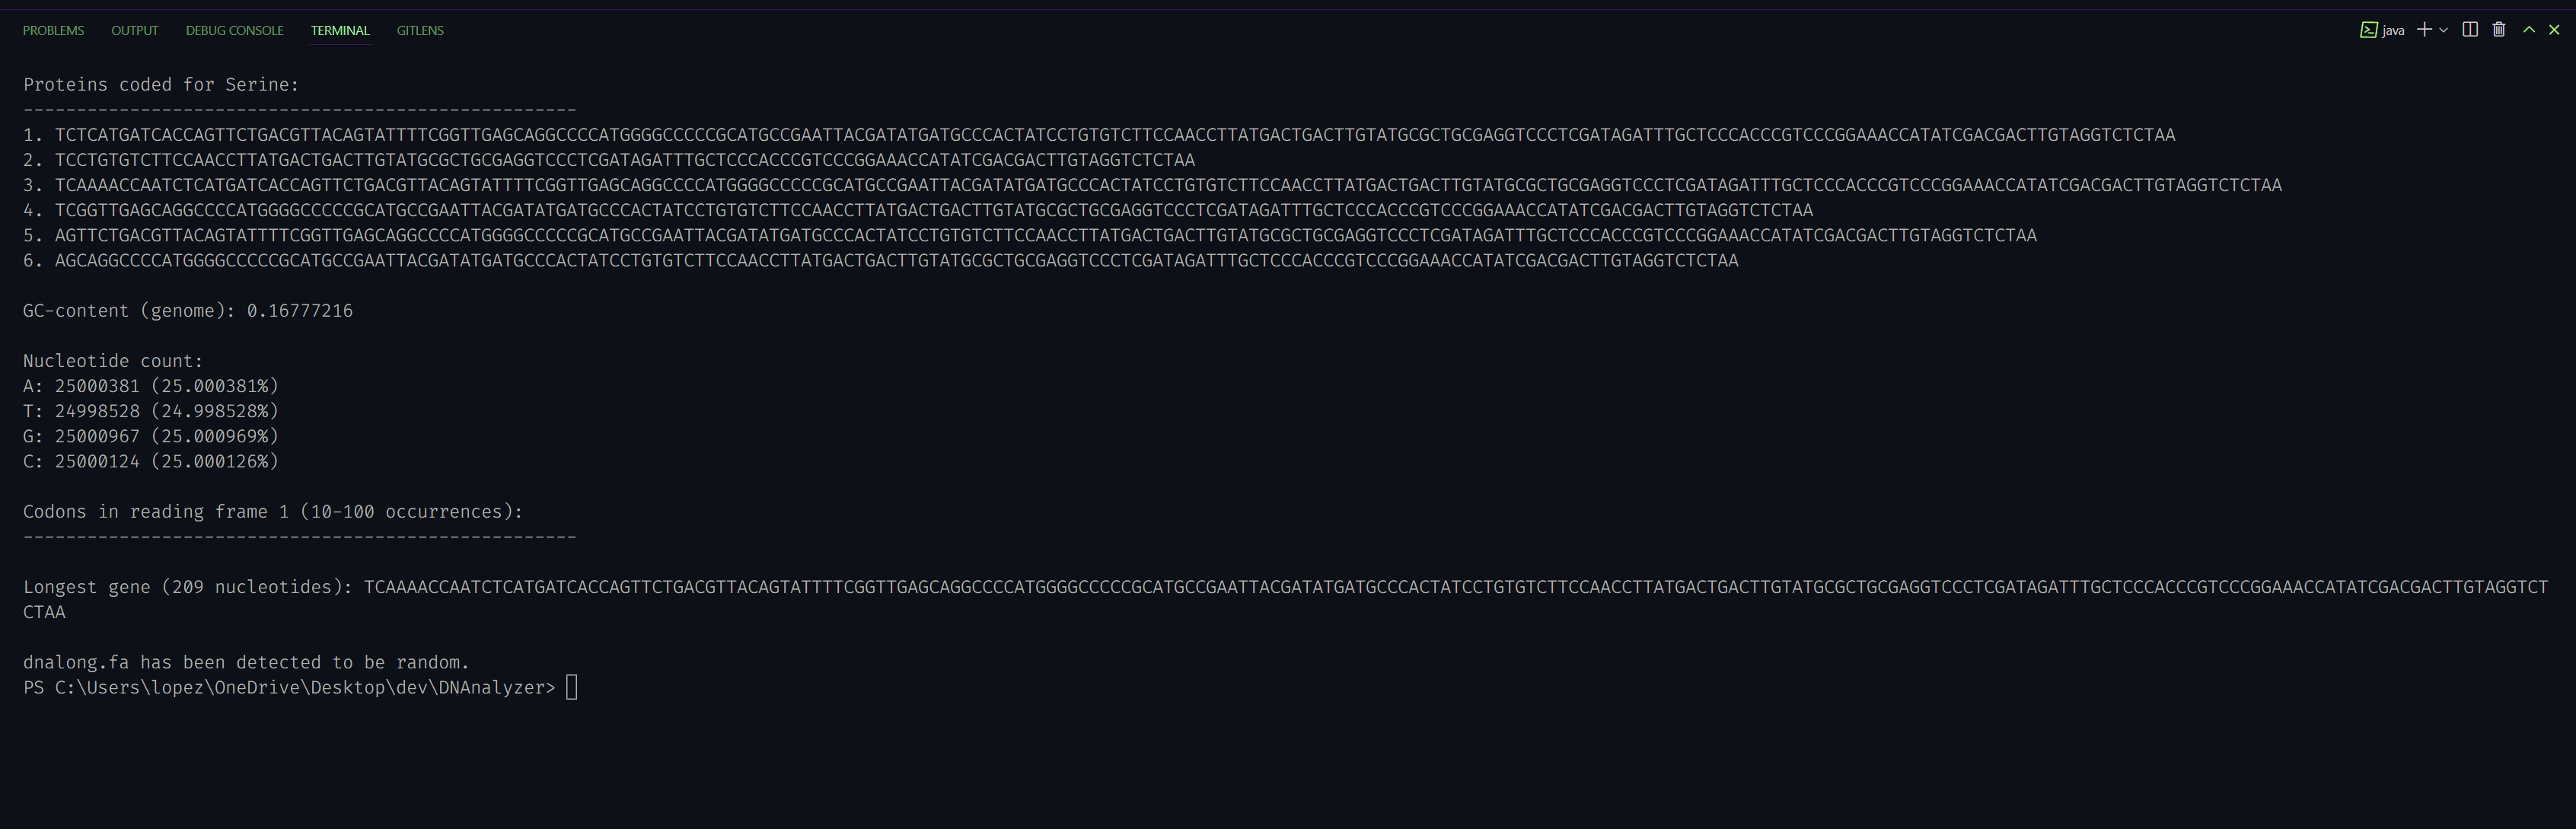 PROBLEMS OUTPUT DEBUG CONSOLE TERMINAL GITLENS java
Proteins coded for Serine:
----------------------------------------------------
1. TCTCATGATCACCAGTTCTGACGTTACAGTATTTTCGGTTGAGCAGGCCCCATGGGGCCCCCGCATGCCGAATTACGATATGATGCCCACTATCCTGTGTCTTCCAACCTTATGACTGACTTGTATGCGCTGCGAGGTCCCTCGATAGATTTGCTCCCACCCGTCCCGGAAACCATATCGACGACTTGTAGGTCTCTAA
2. TCCTGTGTCTTCCAACCTTATGACTGACTTGTATGCGCTGCGAGGTCCCTCGATAGATTTGCTCCCACCCGTCCCGGAAACCATATCGACGACTTGTAGGTCTCTAA
3. TCAAAACCAATCTCATGATCACCAGTTCTGACGTTACAGTATTTTCGGTTGAGCAGGCCCCATGGGGCCCCCGCATGCCGAATTACGATATGATGCCCACTATCCTGTGTCTTCCAACCTTATGACTGACTTGTATGCGCTGCGAGGTCCCTCGATAGATTTGCTCCCACCCGTCCCGGAAACCATATCGACGACTTGTAGGTCTCTAA
4. TCGGTTGAGCAGGCCCCATGGGGCCCCCGCATGCCGAATTACGATATGATGCCCACTATCCTGTGTCTTCCAACCTTATGACTGACTTGTATGCGCTGCGAGGTCCCTCGATAGATTTGCTCCCACCCGTCCCGGAAACCATATCGACGACTTGTAGGTCTCTAA
5. AGTTCTGACGTTACAGTATTTTCGGTTGAGCAGGCCCCATGGGGCCCCCGCATGCCGAATTACGATATGATGCCCACTATCCTGTGTCTTCCAACCTTATGACTGACTTGTATGCGCTGCGAGGTCCCTCGATAGATTTGCTCCCACCCGTCCCGGAAACCATATCGACGACTTGTAGGTCTCTAA
6. AGCAGGCCCCATGGGGCCCCCGCATGCCGAATTACGATATGATGCCCACTATCCTGTGTCTTCCAACCTTATGACTGACTTGTATGCGCTGCGAGGTCCCTCGATAGATTTGCTCCCACCCGTCCCGGAAACCATATCGACGACTTGTAGGTCTCTAA
GC-content (genome): 0.16777216
Nucleotide count:
A: 25000381 (25.000381%)
T: 24998528 (24.998528%)
G: 25000967 (25.000969%)
C: 25000124 (25.000126%)
Codons in reading frame 1 (10-100 occurrences):
----------------------------------------------------
Longest gene (209 nucleotides): TCAAAACCAATCTCATGATCACCAGTTCTGACGTTACAGTATTTTCGGTTGAGCAGGCCCCATGGGGCCCCCGCATGCCGAATTACGATATGATGCCCACTATCCTGTGTCTTCCAACCTTATGACTGACTTGTATGCGCTGCGAGGTCCCTCGATAGATTTGCTCCCACCCGTCCCGGAAACCATATCGACGACTTGTAGGTCT
CTAA
dnalong.fa has been detected to be random.
PS C:\Users\lopez\OneDrive\Desktop\dev\DNAnalyzer>